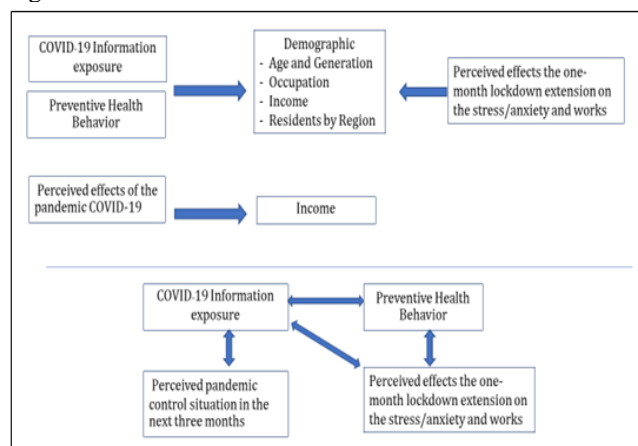 COVID-19 Information
exposure
Preventive Health
Behavior
Demographic
- Age and Generation
- Occupation
- Income
- Residents by Region
Perceived effects the one-
month lockdown extension on
the stress/anxiety and works
Perceived effects of the
pandemic COVID-19
Income
COVID-19 Information
exposure
Preventive Health
Behavior
Perceived pandemic
control situation in the
next three months
Perceived effects the one-
month lockdown extension on
the stress/anxiety and works